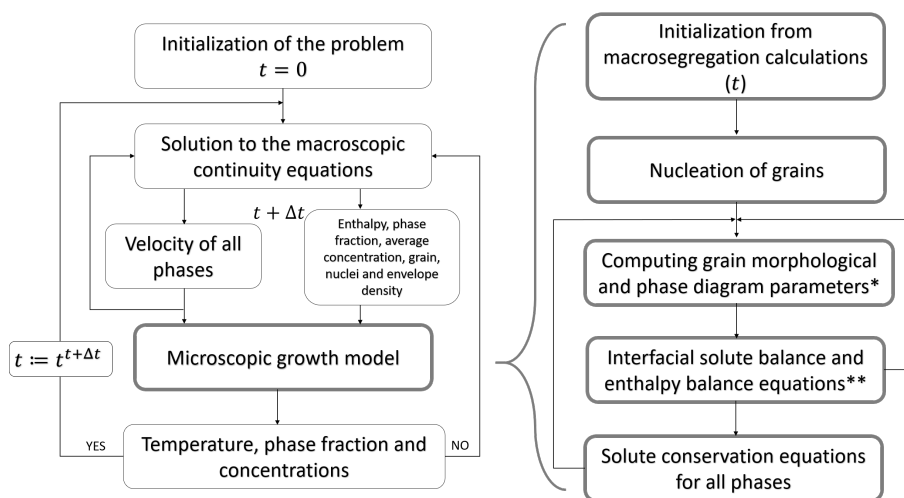 Initialization of the problem
t = 0
Solution to the macroscopic
continuity equations
t + Δt
Velocity of all
phases
Enthalpy, phase
fraction, average
concentration, grain,
nuclei and envelope
density
t ≔ t^{t+Δt}
Microscopic growth model
YES
Temperature, phase fraction and
concentrations
NO
Initialization from
macrosegregation calculations
(t)
Nucleation of grains
Computing grain morphological
and phase diagram parameters*
Interfacial solute balance and
enthalpy balance equations**
Solute conservation equations
for all phases